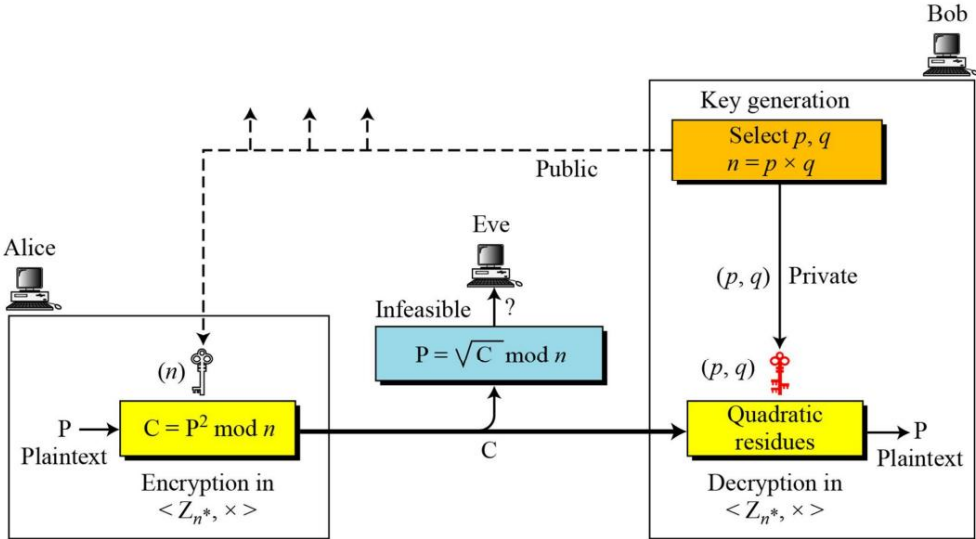 Bob
Key generation
Select p, q
n = p × q
Public
Eve
Alice
(p, q) Private
Infeasible
?
P = √C mod n
(n)
(p, q)
P
Plaintext
C = P² mod n
C
Quadratic
residues
P
Plaintext
Encryption in
< Zn*, × >
Decryption in
< Zn*, × >